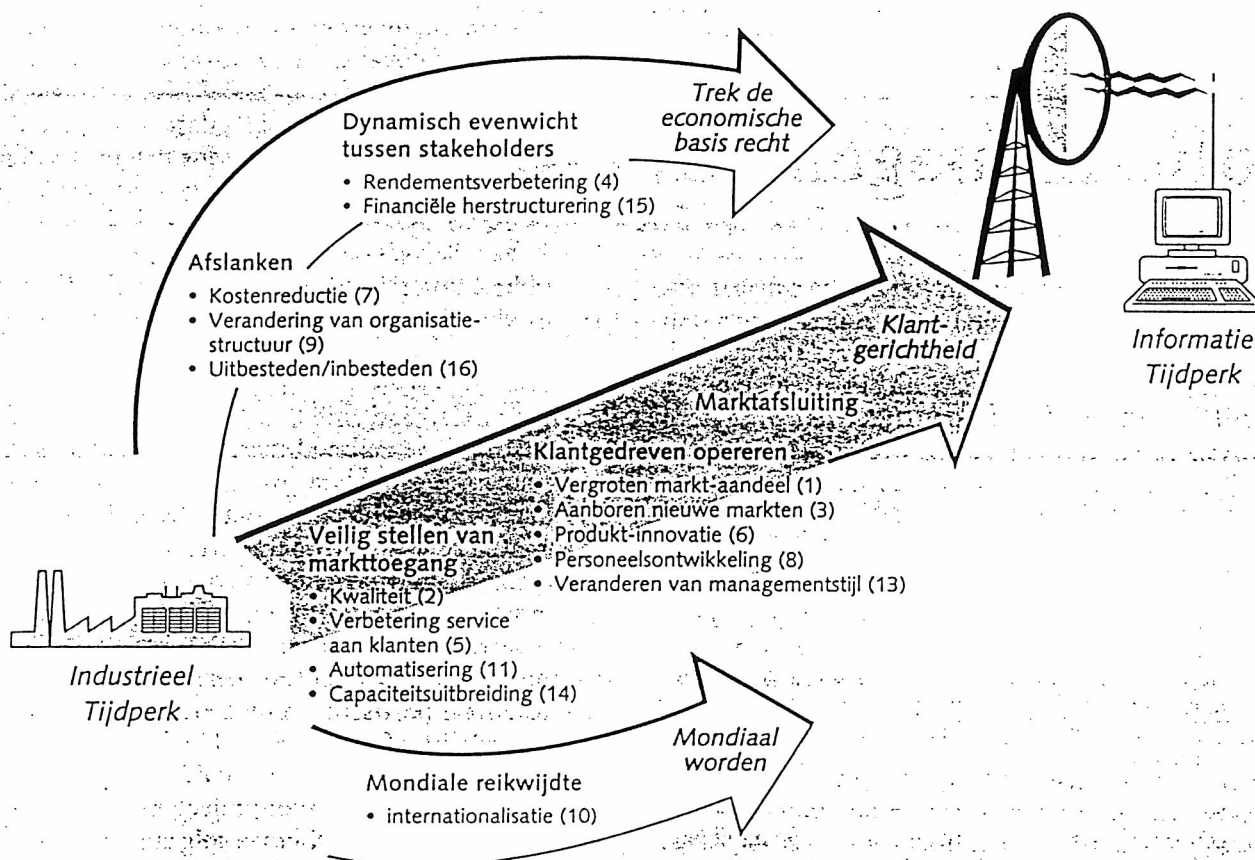 Trek de
economische
basis recht
Dynamisch evenwicht
tussen stakeholders
• Rendementsverbetering (4)
• Financiële herstructurering (15)
Afslanken
• Kostenreductie (7)
• Verandering van organisatie-
structuur (9)
• Uitbesteden/inbesteden (16)
Klant-
gerichtheid
Informatie
Tijdperk
Marktafsluiting
Klantgedreven opereren
• Vergroten markt-aandeel (1)
• Aanboren nieuwe markten (3)
• Produkt-innovatie (6)
• Personeelsontwikkeling (8)
• Veranderen van managementstijl (13)
Veilig stellen van
markttoegang
• Kwaliteit (2)
• Verbetering service
aan klanten (5)
• Automatisering (11)
• Capaciteitsuitbreiding (14)
Industrieel
Tijdperk
Mondiaal
worden
Mondiale reikwijdte
• internationalisatie (10)